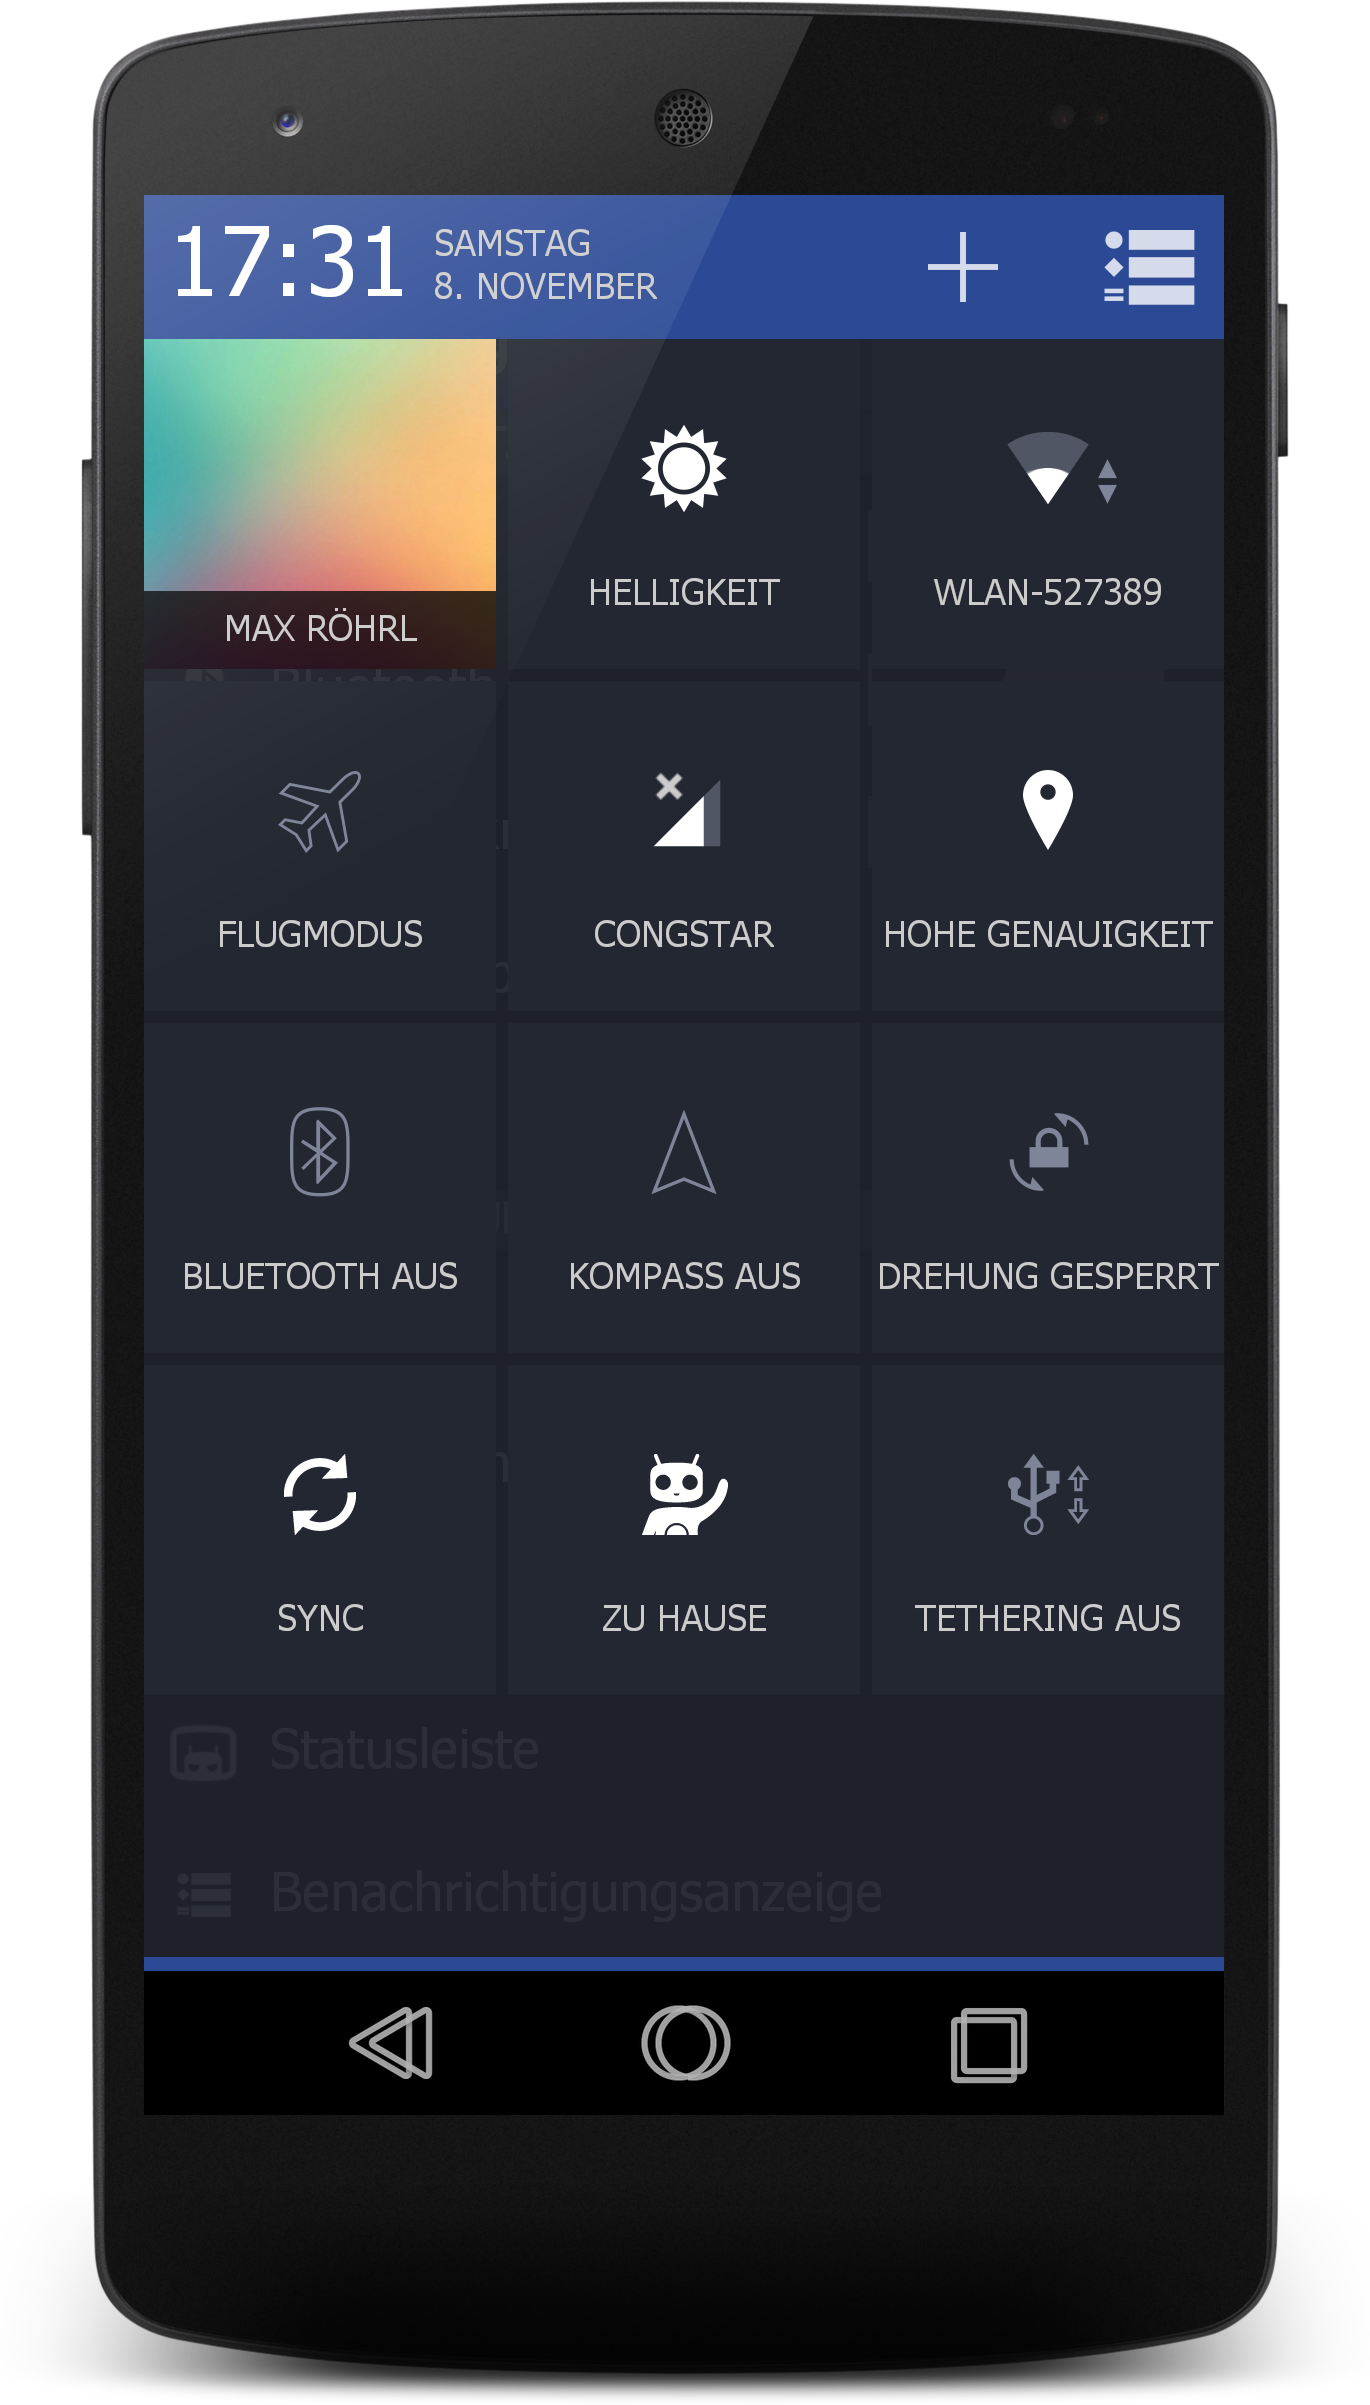 17:31
SAMSTAG
8. NOVEMBER
MAX RÖHRL
HELLIGKEIT
WLAN-527389
Bluetooth
FLUGMODUS
CONGSTAR
HOHE GENAUIGKEIT
BLUETOOTH AUS
KOMPASS AUS
DREHUNG GESPERRT
SYNC
ZU HAUSE
TETHERING AUS
Statusleiste
Benachrichtigungsanzeige